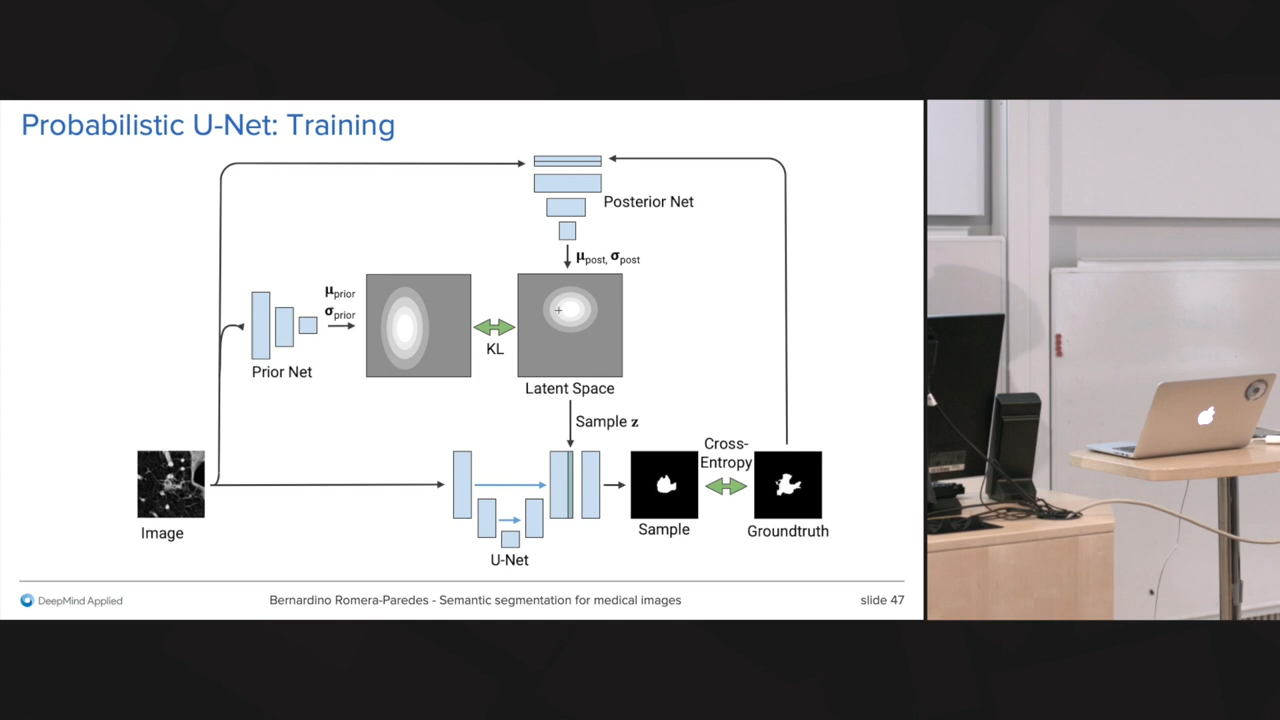 Probabilistic U-Net: Training
Posterior Net
μpost, σpost
μprior
σprior
Prior Net
KL
Latent Space
Sample z
Cross-
Entropy
Image
U-Net
Sample
Groundtruth
DeepMind Applied
Bernardino Romera-Paredes - Semantic segmentation for medical images
slide 47